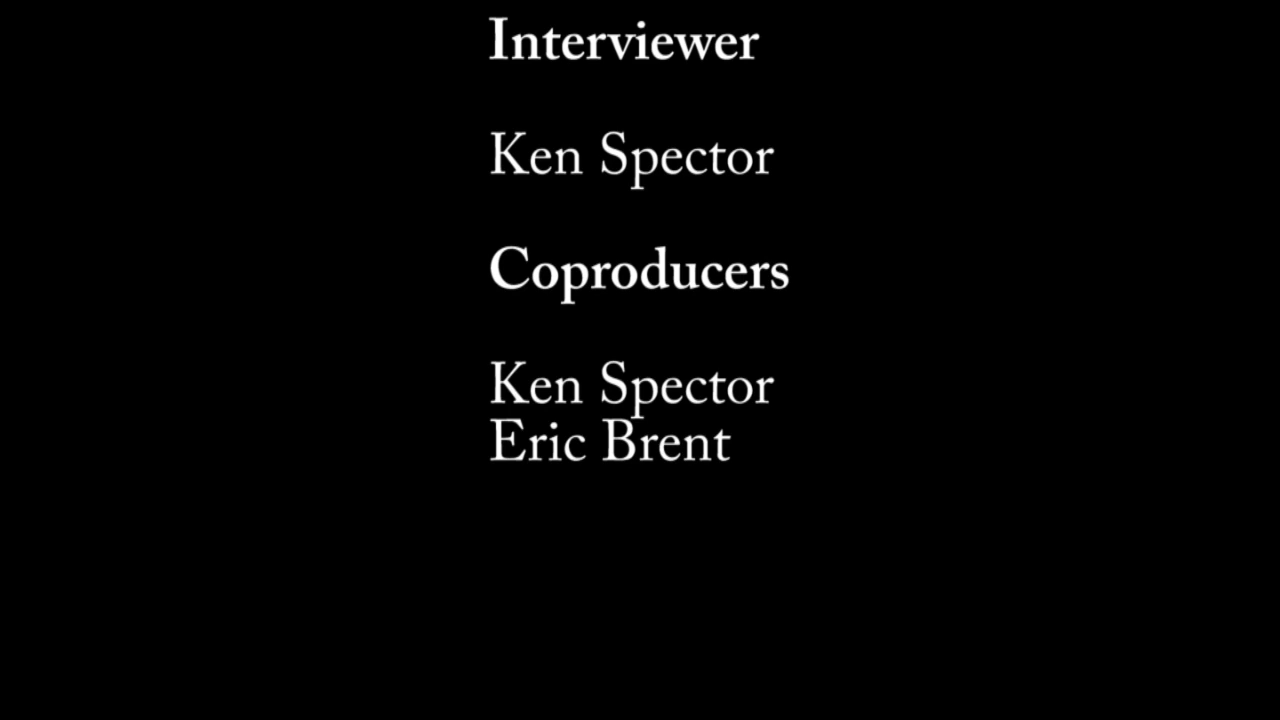 Interviewer
Ken Spector
Coproducers
Ken Spector
Eric Brent